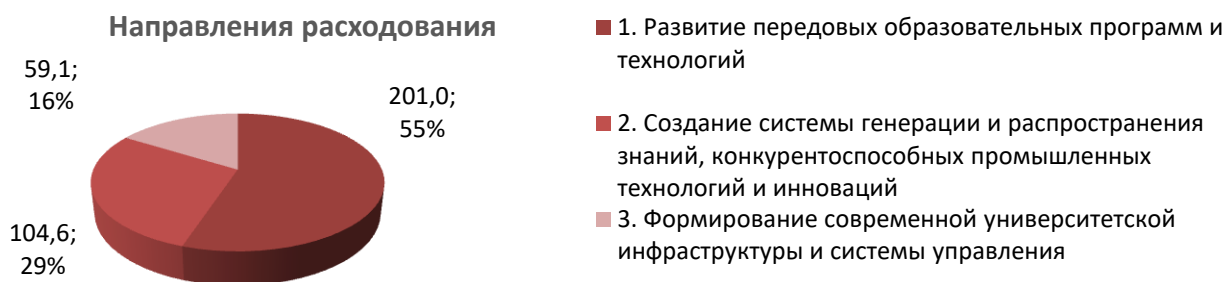 Направления расходования
59,1;
16%
201,0;
55%
104,6;
29%
1. Развитие передовых образовательных программ и
технологий
2. Создание системы генерации и распространения
знаний, конкурентоспособных промышленных
технологий и инноваций
3. Формирование современной университетской
инфраструктуры и системы управления